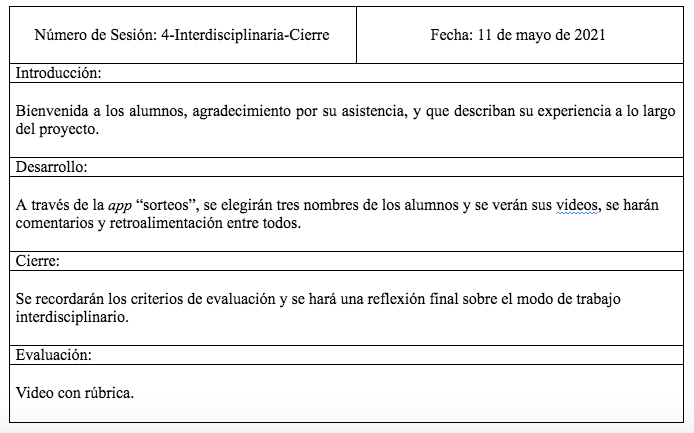 Número de Sesión: 4-Interdisciplinaria-Cierre
Fecha: 11 de mayo de 2021
Introducción:
Bienvenida a los alumnos, agradecimiento por su asistencia, y que describan su experiencia a lo largo
del proyecto.
Desarrollo:
A través de la app “sorteos”, se elegirán tres nombres de los alumnos y se verán sus videos, se harán
comentarios y retroalimentación entre todos.
Cierre:
Se recordarán los criterios de evaluación y se hará una reflexión final sobre el modo de trabajo
interdisciplinario.
Evaluación:
Video con rúbrica.